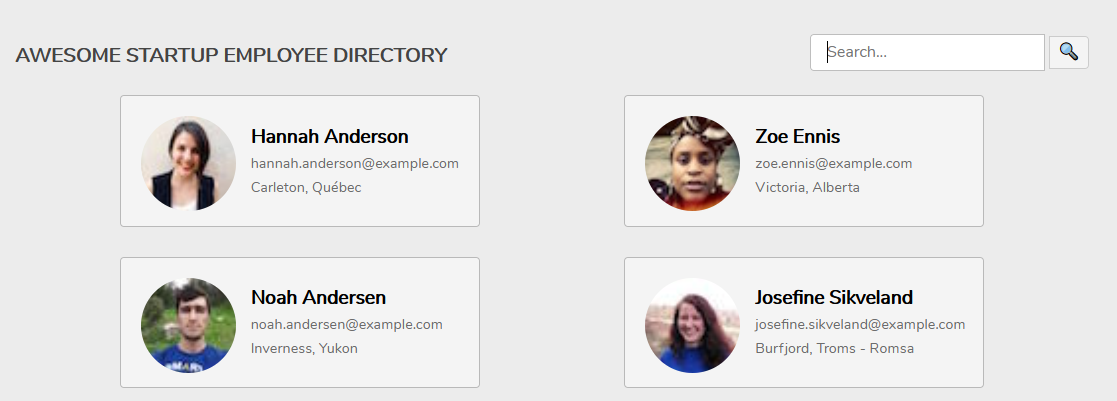 AWESOME STARTUP EMPLOYEE DIRECTORY
Search...
Hannah Anderson
hannah.anderson@example.com
Carleton, Québec
Zoe Ennis
zoe.ennis@example.com
Victoria, Alberta
Noah Andersen
noah.andersen@example.com
Inverness, Yukon
Josefine Sikveland
josefine.sikveland@example.com
Burfjord, Troms - Romsa